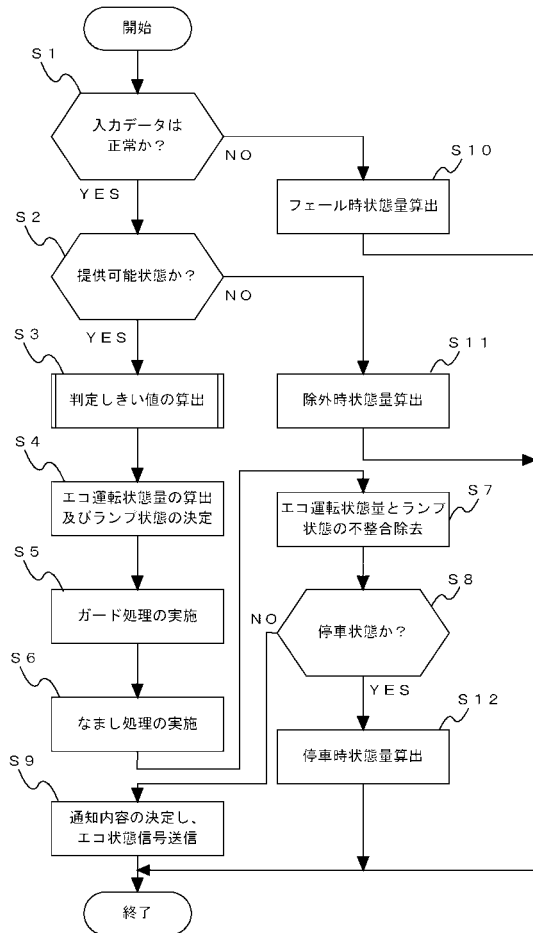 開始
S1
入力データは
正常か?
NO
YES
S10
フェール時状態量算出
S2
提供可能状態か?
NO
YES
S11
除外時状態量算出
S3
判定しきい値の算出
S4
エコ運転状態量の算出
及びランプ状態の決定
S5
ガード処理の実施
S6
なまし処理の実施
S7
エコ運転状態量とランプ
状態の不整合除去
S8
停車状態か?
NO
YES
S12
停車時状態量算出
S9
通知内容の決定し、
エコ状態信号送信
終了